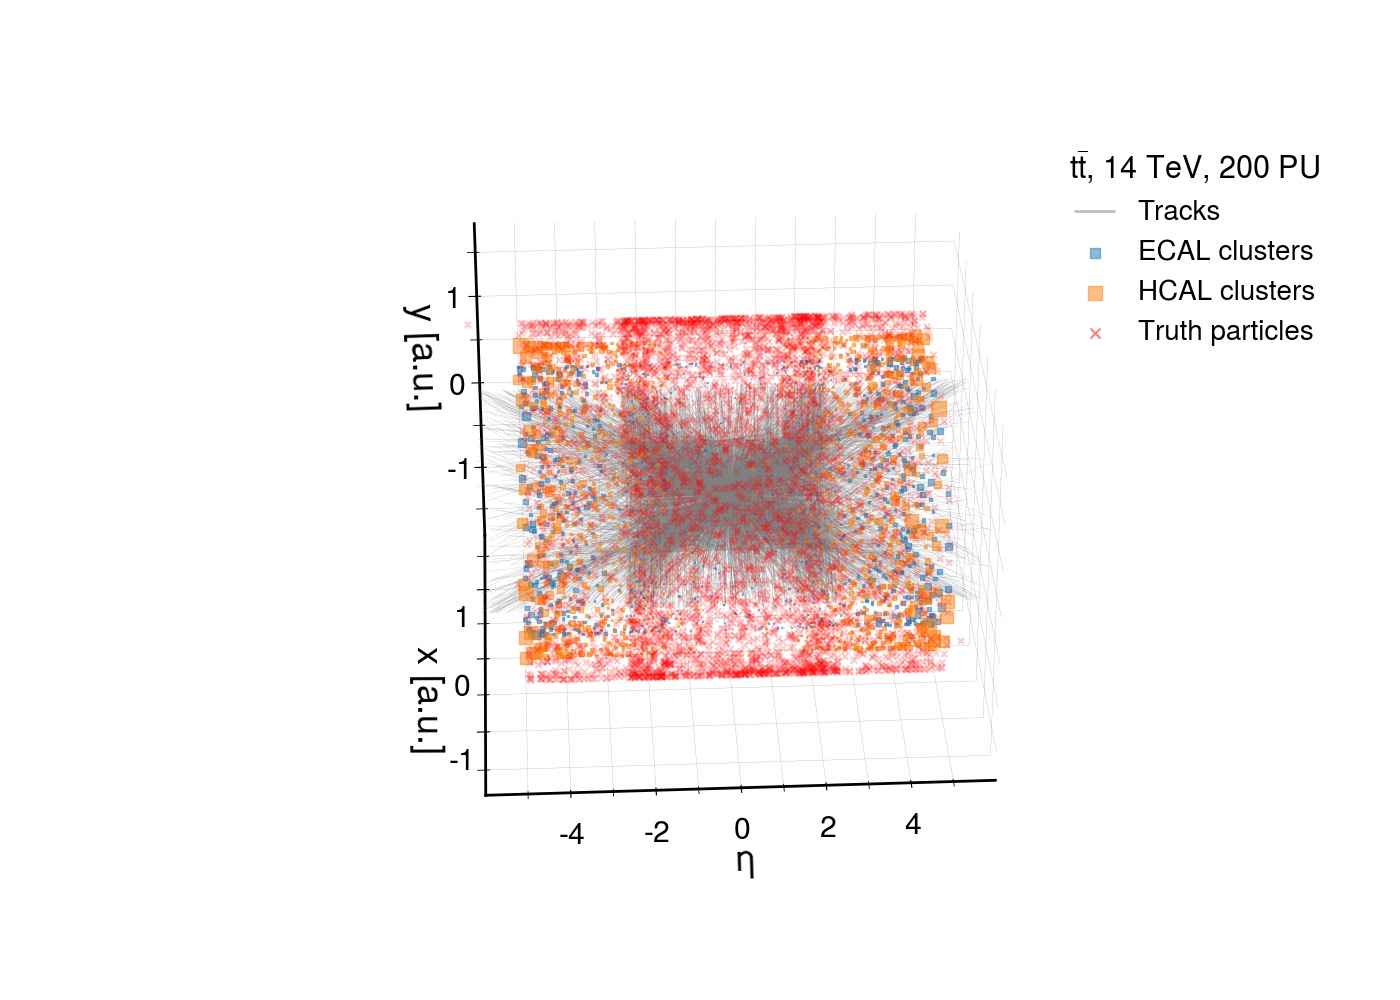 tt̄, 14 TeV, 200 PU
Tracks
ECAL clusters
HCAL clusters
Truth particles
y [a.u.]
1
0
-1
x [a.u.]
1
0
-1
-4 -2 0 2 4
η